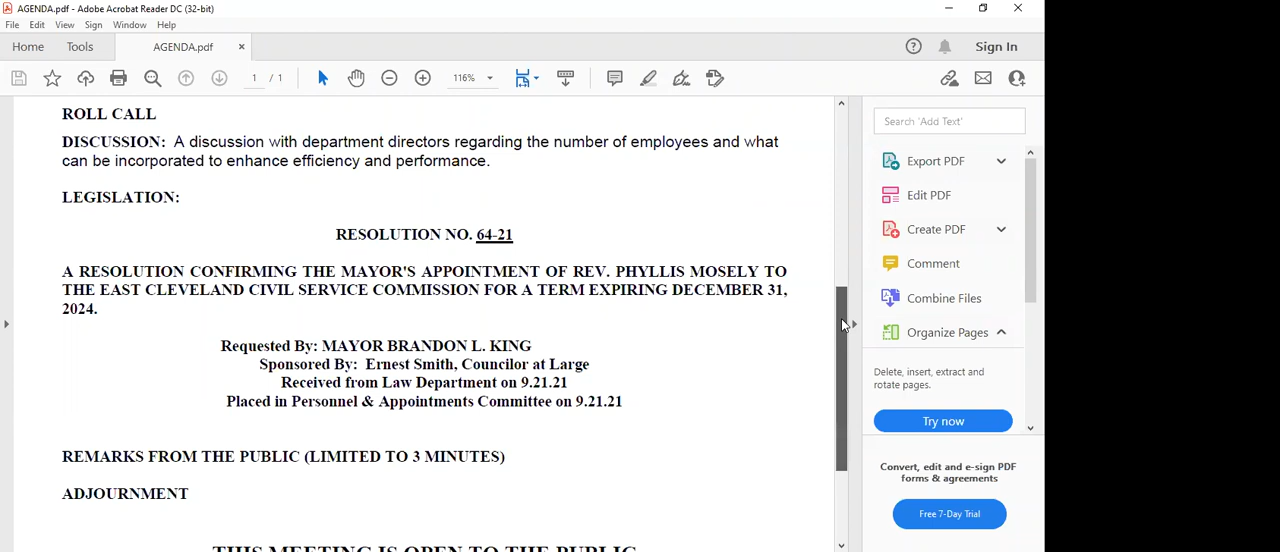 AGENDA.pdf - Adobe Acrobat Reader DC (32-bit)
File Edit View Sign Window Help
Home Tools AGENDA.pdf × Sign In
1 / 1 116%
ROLL CALL
DISCUSSION: A discussion with department directors regarding the number of employees and what
can be incorporated to enhance efficiency and performance.
LEGISLATION:
RESOLUTION NO. 64-21
A RESOLUTION CONFIRMING THE MAYOR'S APPOINTMENT OF REV. PHYLLIS MOSELY TO
THE EAST CLEVELAND CIVIL SERVICE COMMISSION FOR A TERM EXPIRING DECEMBER 31,
2024.
Requested By: MAYOR BRANDON L. KING
Sponsored By: Ernest Smith, Councilor at Large
Received from Law Department on 9.21.21
Placed in Personnel & Appointments Committee on 9.21.21
REMARKS FROM THE PUBLIC (LIMITED TO 3 MINUTES)
ADJOURNMENT
THIS MEETING IS OPEN TO THE PUBLIC
Search 'Add Text'
Export PDF
Edit PDF
Create PDF
Comment
Combine Files
Organize Pages
Delete, insert, extract and
rotate pages.
Try now
Convert, edit and e-sign PDF
forms & agreements
Free 7-Day Trial